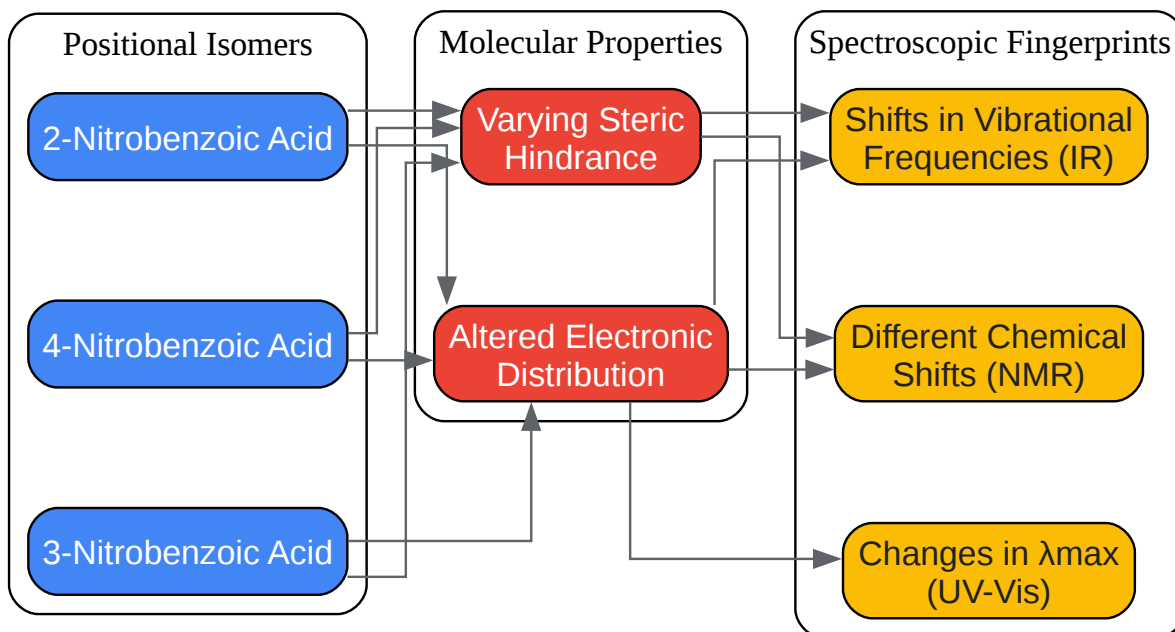 Positional Isomers
2-Nitrobenzoic Acid
4-Nitrobenzoic Acid
3-Nitrobenzoic Acid
Molecular Properties
Varying Steric
Hindrance
Altered Electronic
Distribution
Spectroscopic Fingerprints
Shifts in Vibrational
Frequencies (IR)
Different Chemical
Shifts (NMR)
Changes in λmax
(UV-Vis)